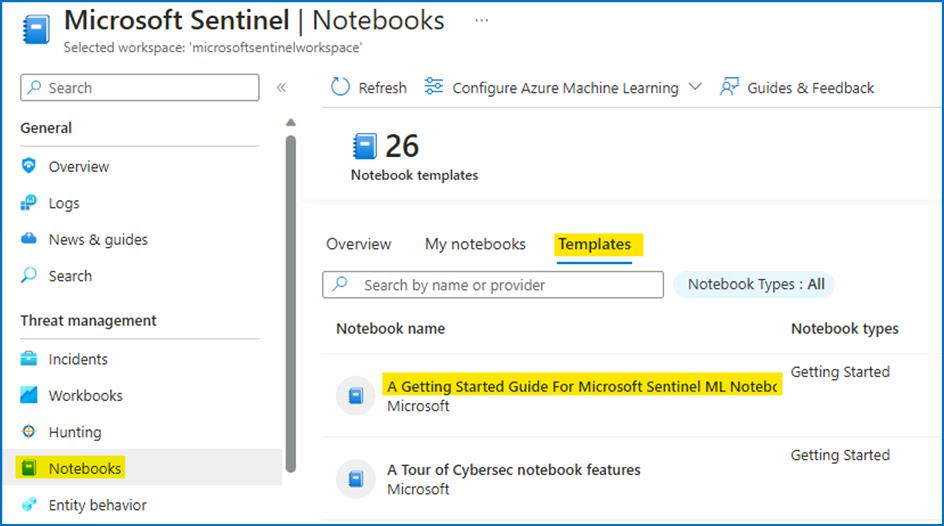 Microsoft Sentinel | Notebooks ...
Selected workspace: 'microsoftsentinelworkspace'
Search «
General
Overview
Logs
News & guides
Search
Threat management
Incidents
Workbooks
Hunting
Notebooks
Entity behavior
Refresh Configure Azure Machine Learning Guides & Feedback
26
Notebook templates
Overview My notebooks Templates
Search by name or provider Notebook Types : All
Notebook name Notebook types
A Getting Started Guide For Microsoft Sentinel ML Notebo Getting Started
Microsoft
A Tour of Cybersec notebook features Getting Started
Microsoft